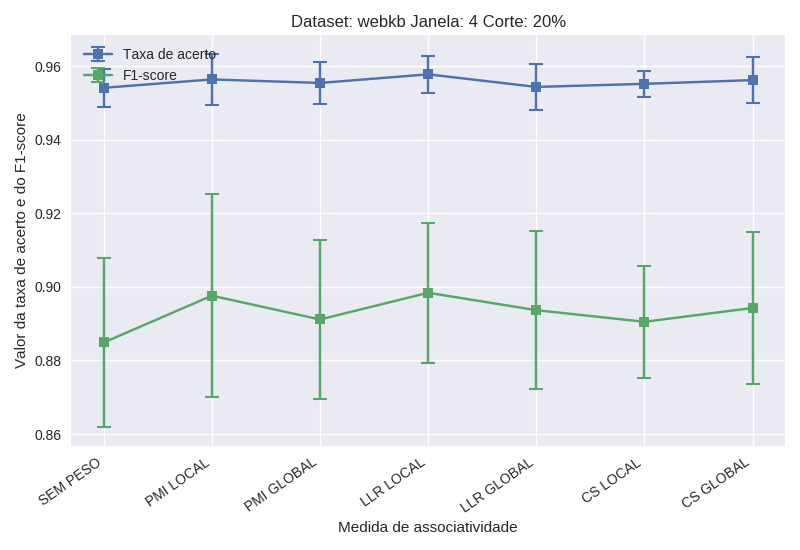 Dataset: webkb Janela: 4 Corte: 20%
Taxa de acerto
F1-score
Valor da taxa de acerto e do F1-score
0.96
0.94
0.92
0.90
0.88
0.86
SEM PESO
PMI LOCAL
PMI GLOBAL
LLR LOCAL
LLR GLOBAL
CS LOCAL
CS GLOBAL
Medida de associatividade